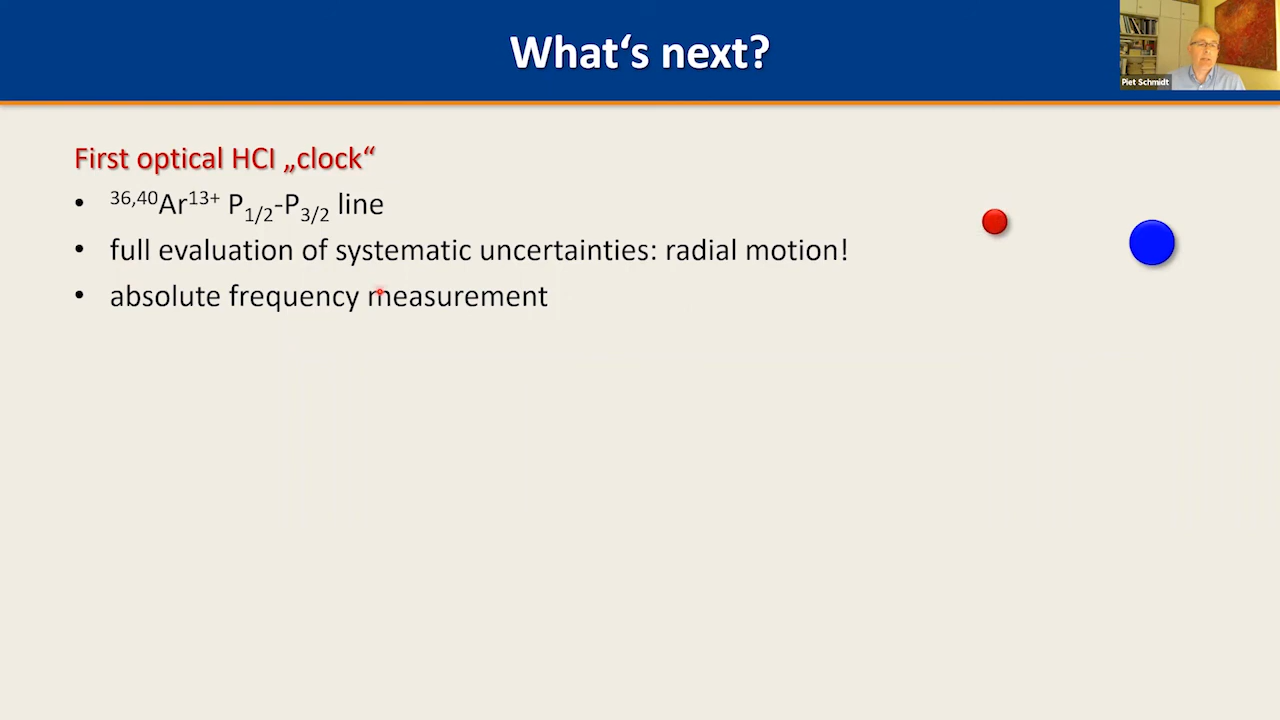 What‘s next?
Piet Schmidt
First optical HCI „clock“
• ³⁶,⁴⁰Ar¹³⁺ P₁/₂-P₃/₂ line
• full evaluation of systematic uncertainties: radial motion!
• absolute frequency measurement